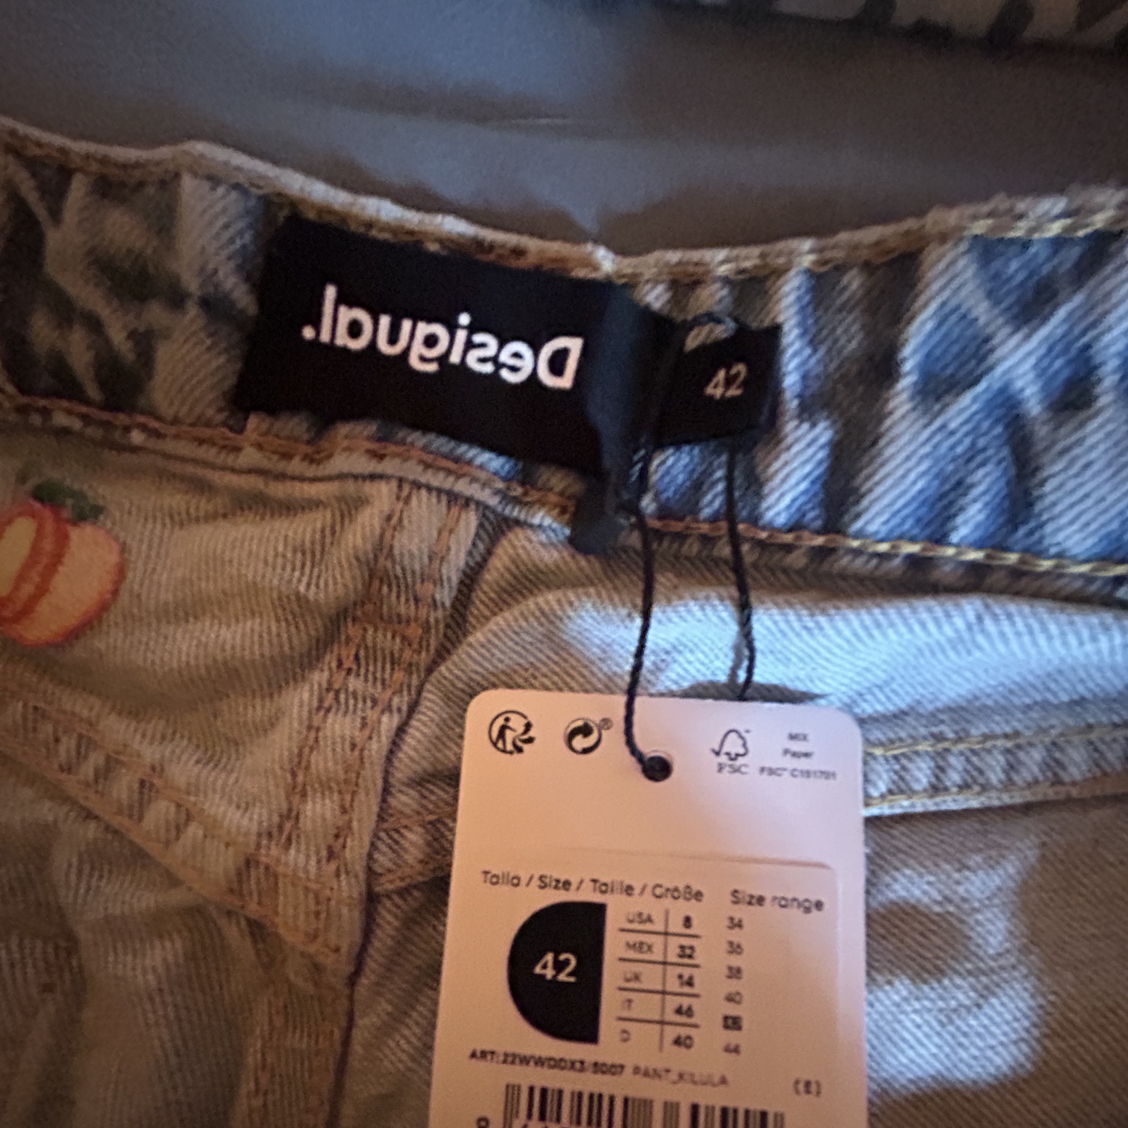 Desigual.
42
®
MIX
Paper
FSC FSC™ C151701
Talla / Size / Taille / Größe Size range
42
USA 8 34
MEX 32 36
UK 14 38
IT 46 40
D 40
44
ART:22WWDDX3/5007 PANT_KILULA
(E)